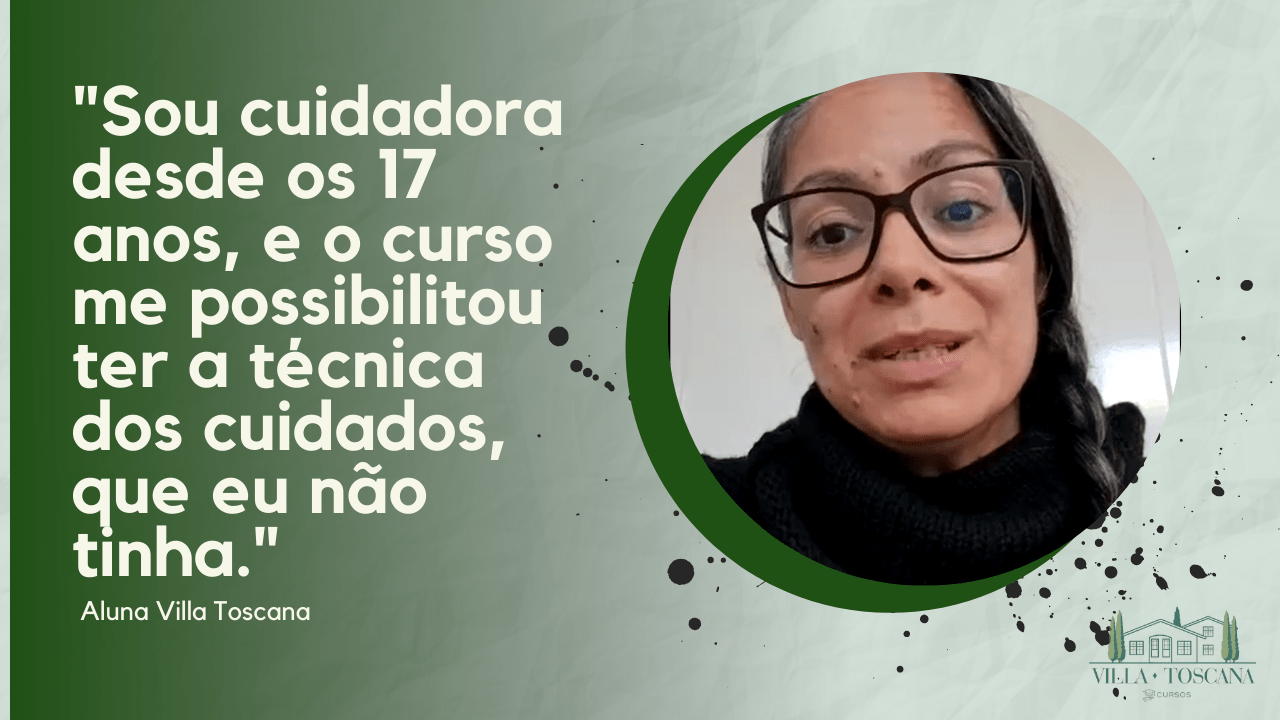 "Sou cuidadora
desde os 17
anos, e o curso
me possibilitou
ter a técnica
dos cuidados,
que eu não
tinha."
Aluna Villa Toscana
VILLA • TOSCANA
CURSOS